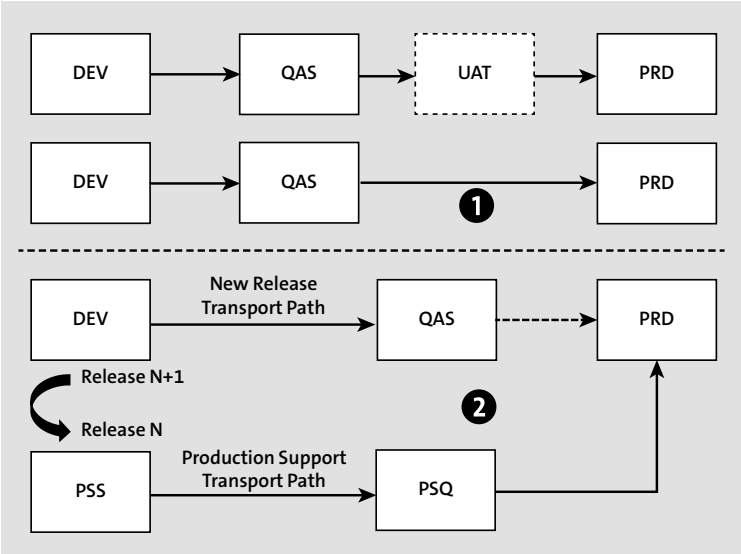 DEV
QAS
UAT
PRD
DEV
QAS
PRD
1
New Release
Transport Path
DEV
QAS
PRD
Release N+1
2
Release N
Production Support
Transport Path
PSS
PSQ